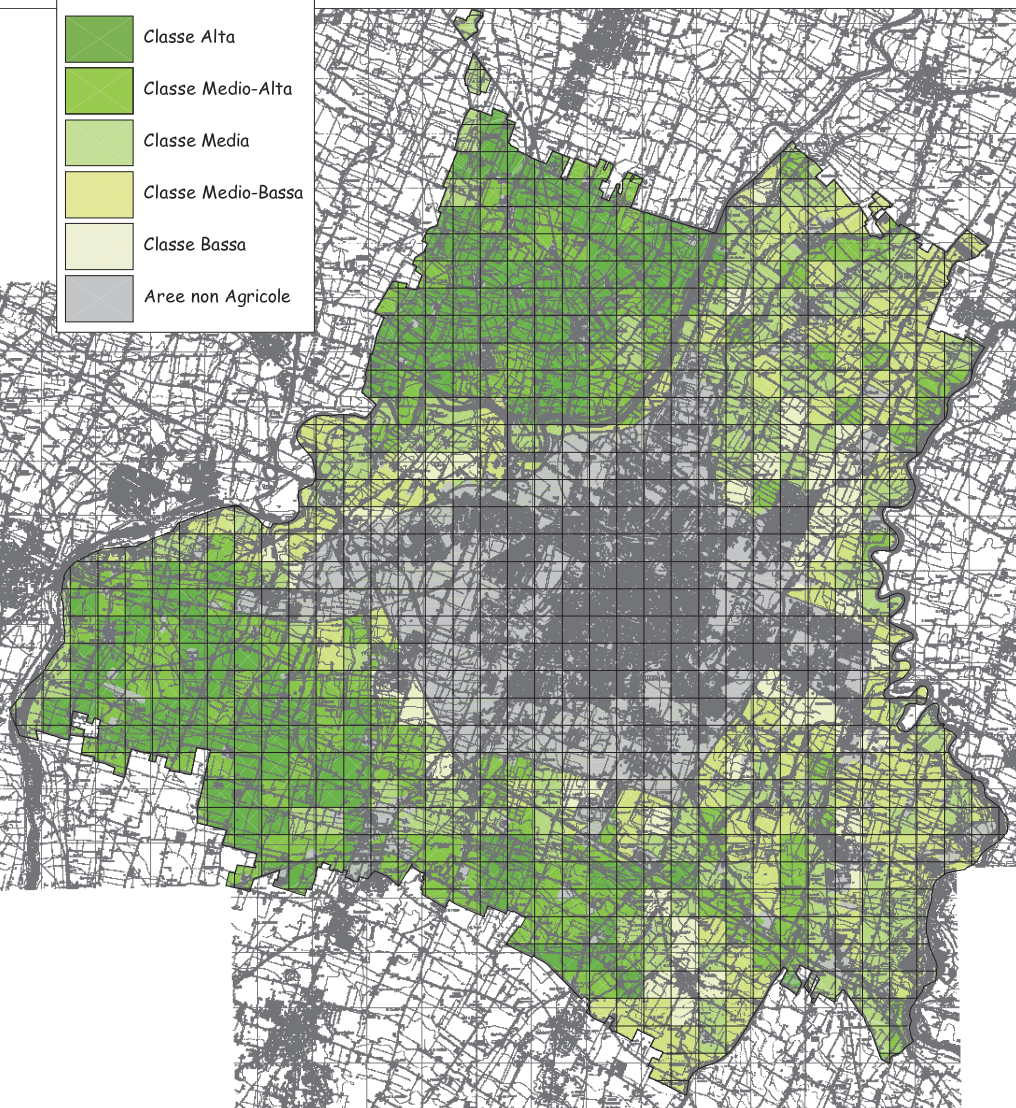 Classe Alta
Classe Medio-Alta
Classe Media
Classe Medio-Bassa
Classe Bassa
Aree non Agricole